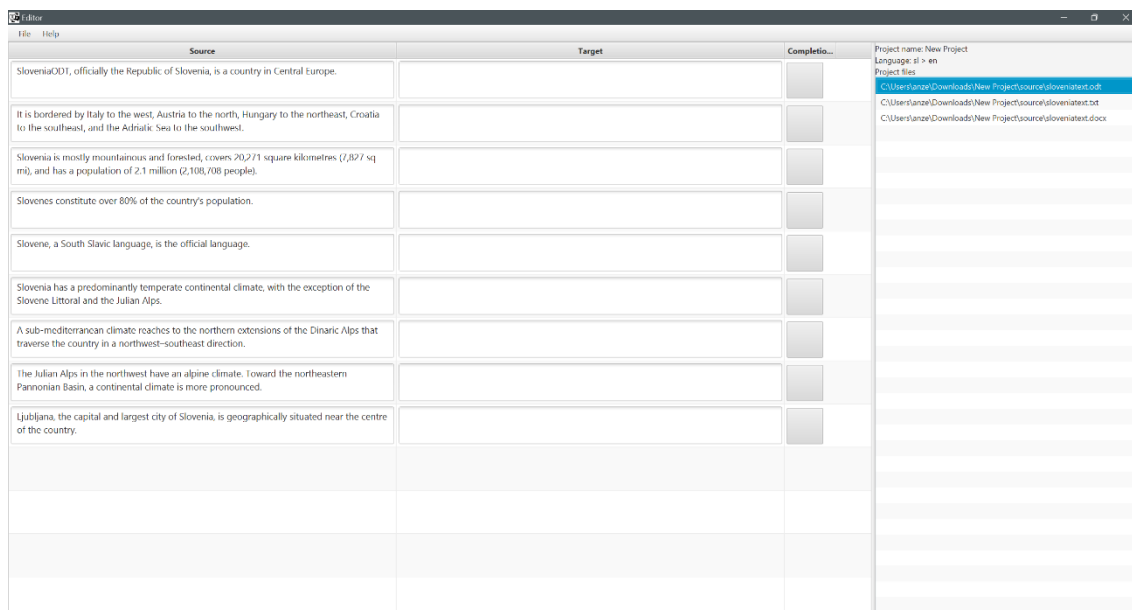 Editor
File Help
Source Target Completio...
SloveniaODT, officially the Republic of Slovenia, is a country in Central Europe.
It is bordered by Italy to the west, Austria to the north, Hungary to the northeast, Croatia
to the southeast, and the Adriatic Sea to the southwest.
Slovenia is mostly mountainous and forested, covers 20,271 square kilometres (7,827 sq
mi), and has a population of 2.1 million (2,108,708 people).
Slovenes constitute over 80% of the country's population.
Slovene, a South Slavic language, is the official language.
Slovenia has a predominantly temperate continental climate, with the exception of the
Slovene Littoral and the Julian Alps.
A sub-mediterranean climate reaches to the northern extensions of the Dinaric Alps that
traverse the country in a northwest–southeast direction.
The Julian Alps in the northwest have an alpine climate. Toward the northeastern
Pannonian Basin, a continental climate is more pronounced.
Ljubljana, the capital and largest city of Slovenia, is geographically situated near the centre
of the country.
Project name: New Project
Language: sl > en
Project files
C:\Users\anze\Downloads\New Project\source\sloveniatext.odt
C:\Users\anze\Downloads\New Project\source\sloveniatext.txt
C:\Users\anze\Downloads\New Project\source\sloveniatext.docx